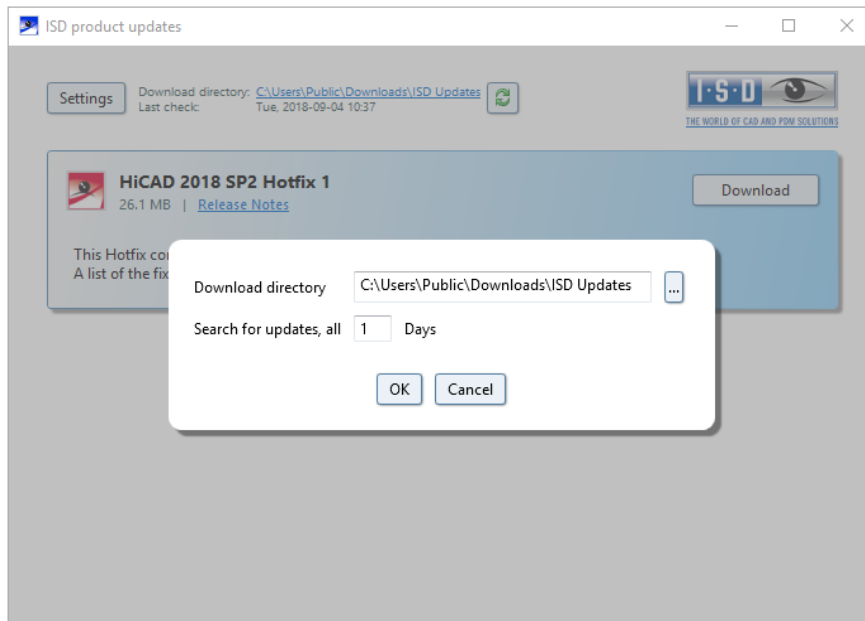 ISD product updates
Settings
Download directory: C:\Users\Public\Downloads\ISD Updates
Last check: Tue, 2018-09-04 10:37
I·S·D
THE WORLD OF CAD AND PDM SOLUTIONS
HiCAD 2018 SP2 Hotfix 1
26.1 MB | Release Notes
Download
This Hotfix
A list of the fix
Download directory C:\Users\Public\Downloads\ISD Updates ...
Search for updates, all 1 Days
OK Cancel